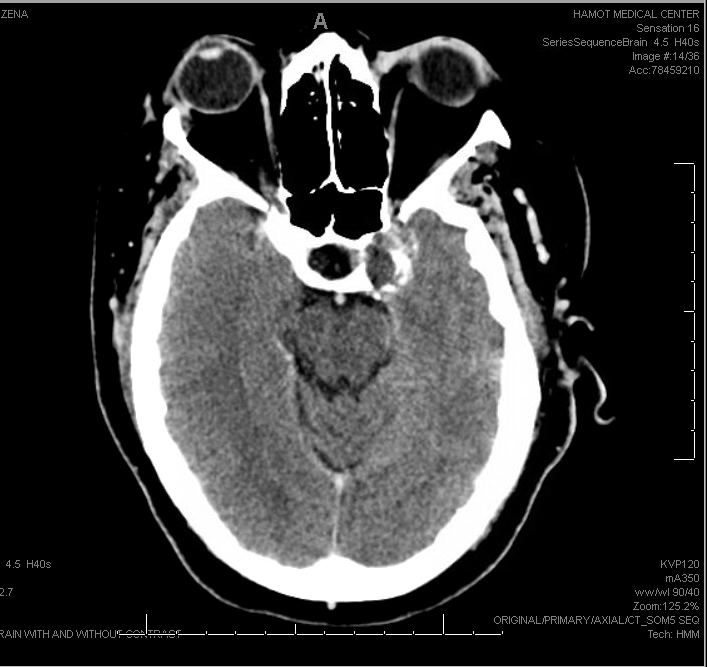 ZENA
A
HAMOT MEDICAL CENTER
Sensation 16
SeriesSequenceBrain 4.5 H40s
Image #:14/36
Acc:78459210
4.5 H40s
2.7
RAIN WITH AND WITHOUT CONTRAST
KVP120
mA350
ww/wl 90/40
Zoom:125.2%
ORIGINAL/PRIMARY/AXIAL/CT_SOM5 SEQ
Tech: HMM